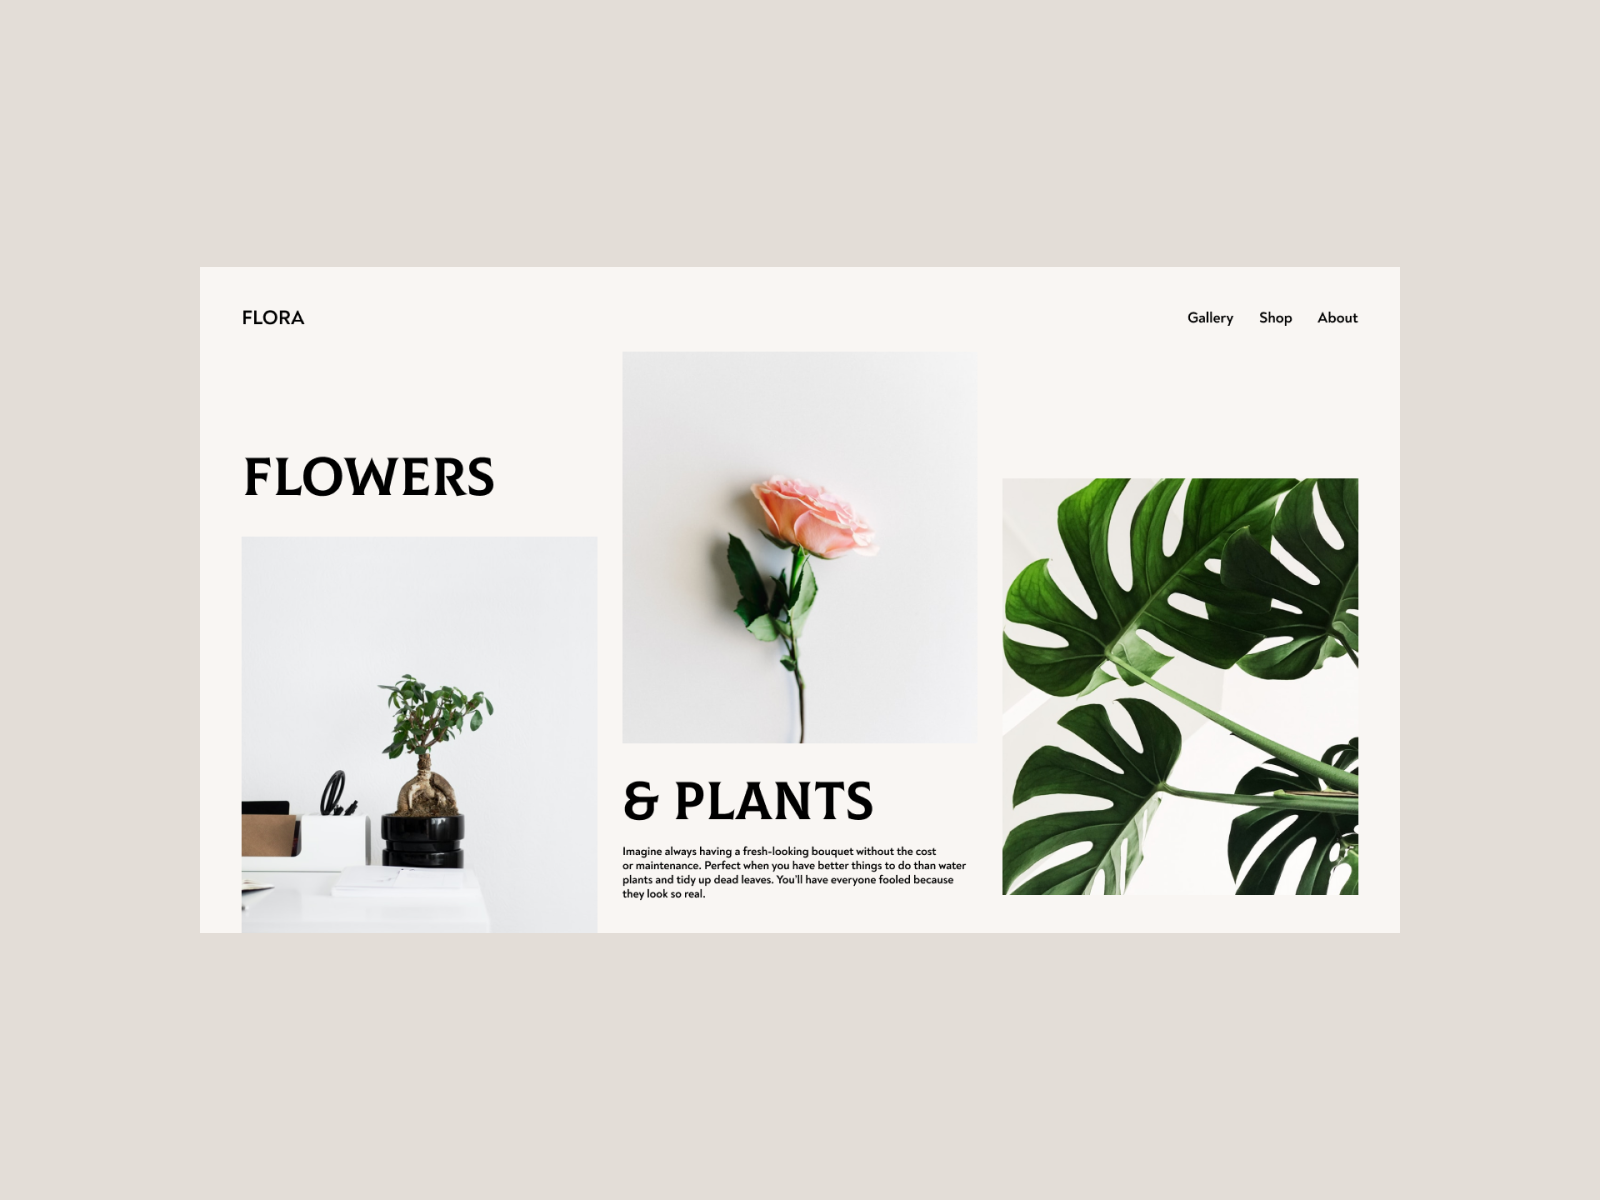 FLORA
Gallery Shop About
FLOWERS
& PLANTS
Imagine always having a fresh-looking bouquet without the cost
or maintenance. Perfect when you have better things to do than water
plants and tidy up dead leaves. You'll have everyone fooled because
they look so real.